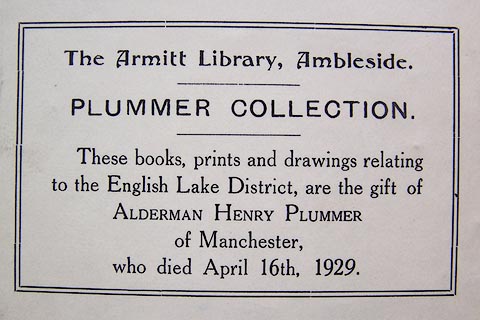 The Armitt Library, Ambleside.
PLUMMER COLLECTION.
These books, prints and drawings relating
to the English Lake District, are the gift of
ALDERMAN HENRY PLUMMER
of Manchester,
who died April 16th, 1929.